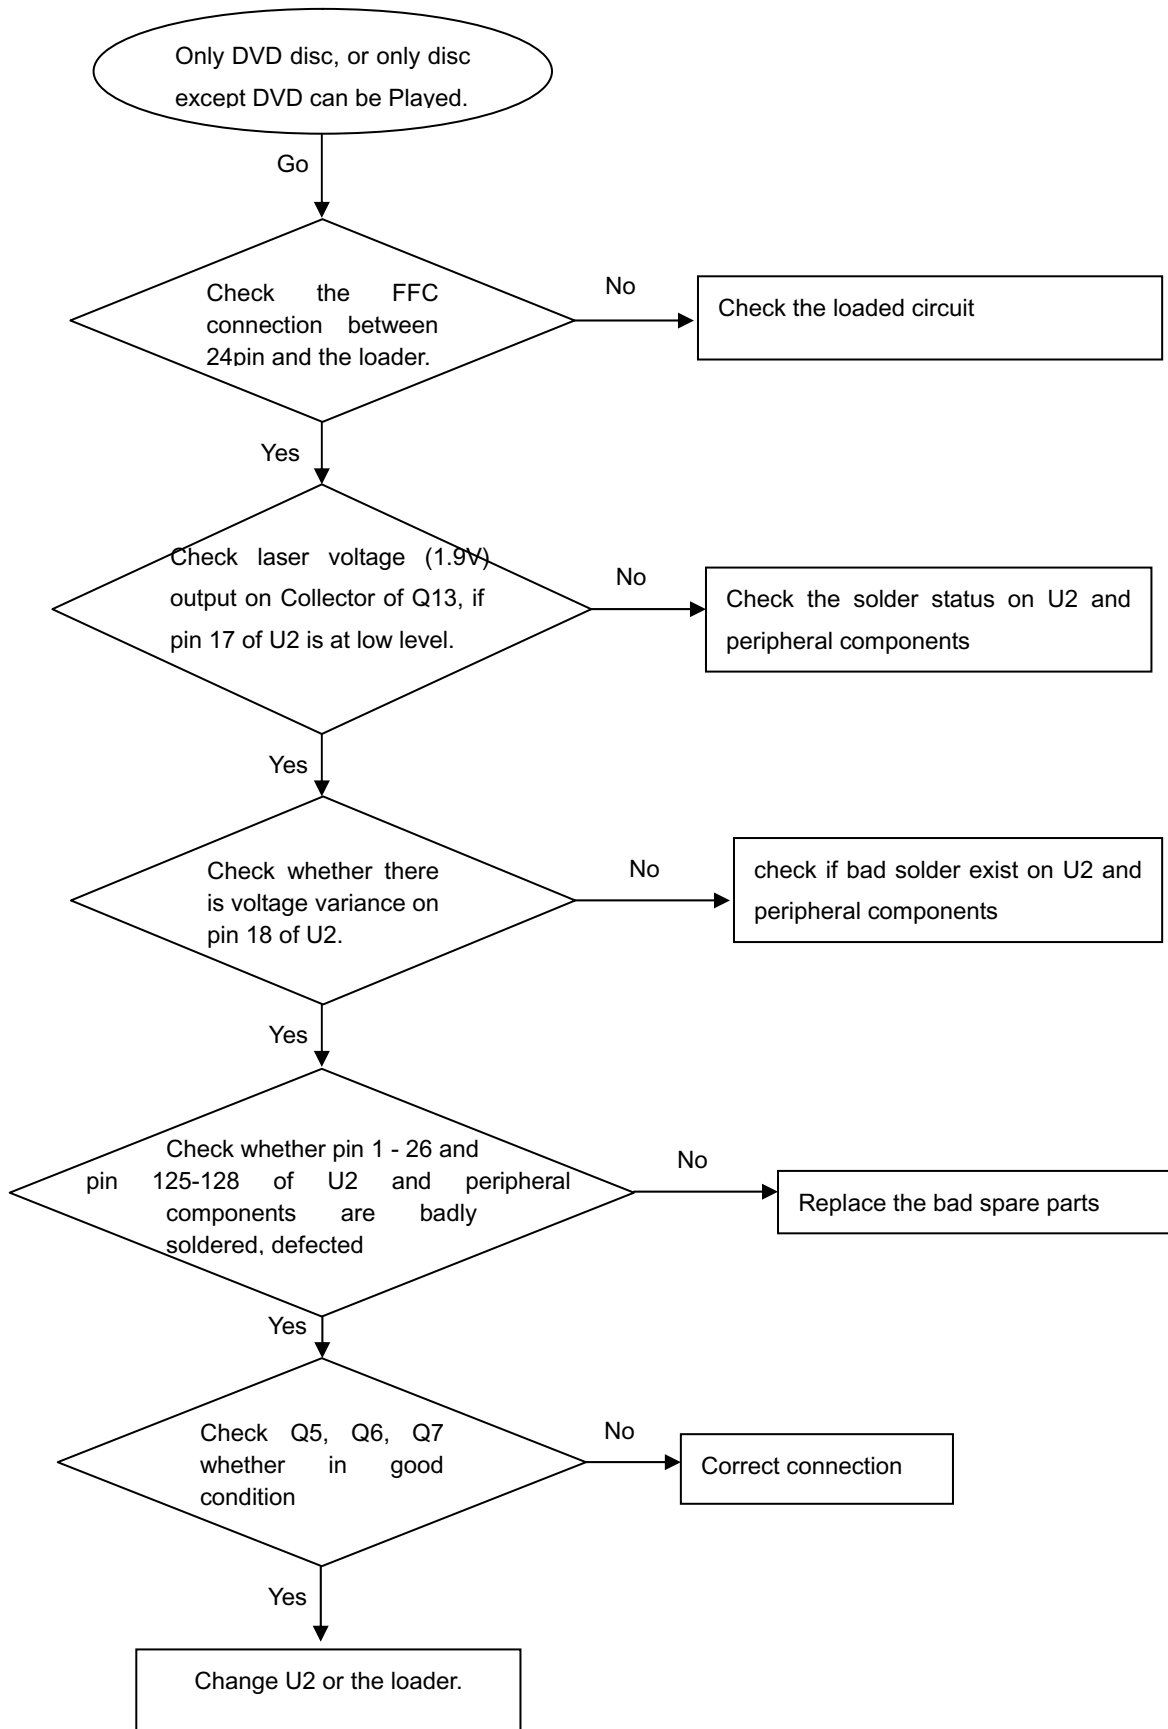 Only DVD disc, or only disc
except DVD can be Played.
Go
Check the FFC
connection between
24pin and the loader.
No
Check the loaded circuit
Yes
Check laser voltage (1.9V)
output on Collector of Q13, if
pin 17 of U2 is at low level.
No
Check the solder status on U2 and
peripheral components
Yes
Check whether there
is voltage variance on
pin 18 of U2.
No
check if bad solder exist on U2 and
peripheral components
Yes
Check whether pin 1 - 26 and
pin 125-128 of U2 and peripheral
components are badly
soldered, defected
No
Replace the bad spare parts
Yes
Check Q5, Q6, Q7
whether in good
condition
No
Correct connection
Yes
Change U2 or the loader.